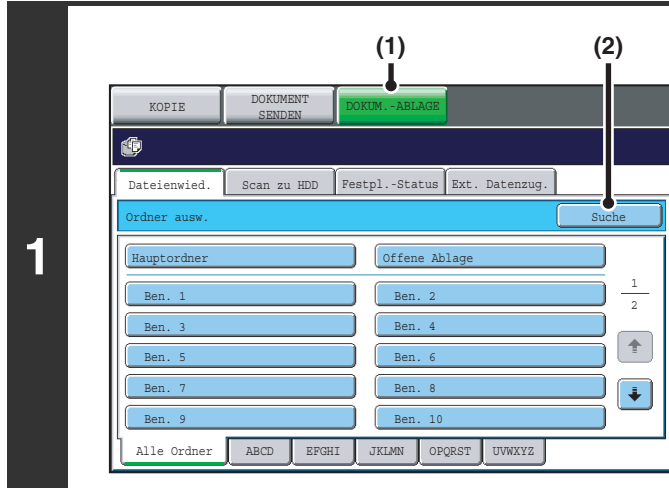 (1)
(2)
KOPIE
DOKUMENT
SENDEN
DOKUM.-ABLAGE
Dateienwied.
Scan zu HDD
Festpl.-Status
Ext. Datenzug.
Ordner ausw.
Suche
1
Hauptordner
Offene Ablage
Ben. 1
Ben. 2
1
2
Ben. 3
Ben. 4
Ben. 5
Ben. 6
Ben. 7
Ben. 8
Ben. 9
Ben. 10
Alle Ordner
ABCD
EFGHI
JKLMN
OPQRST
UVWXYZ